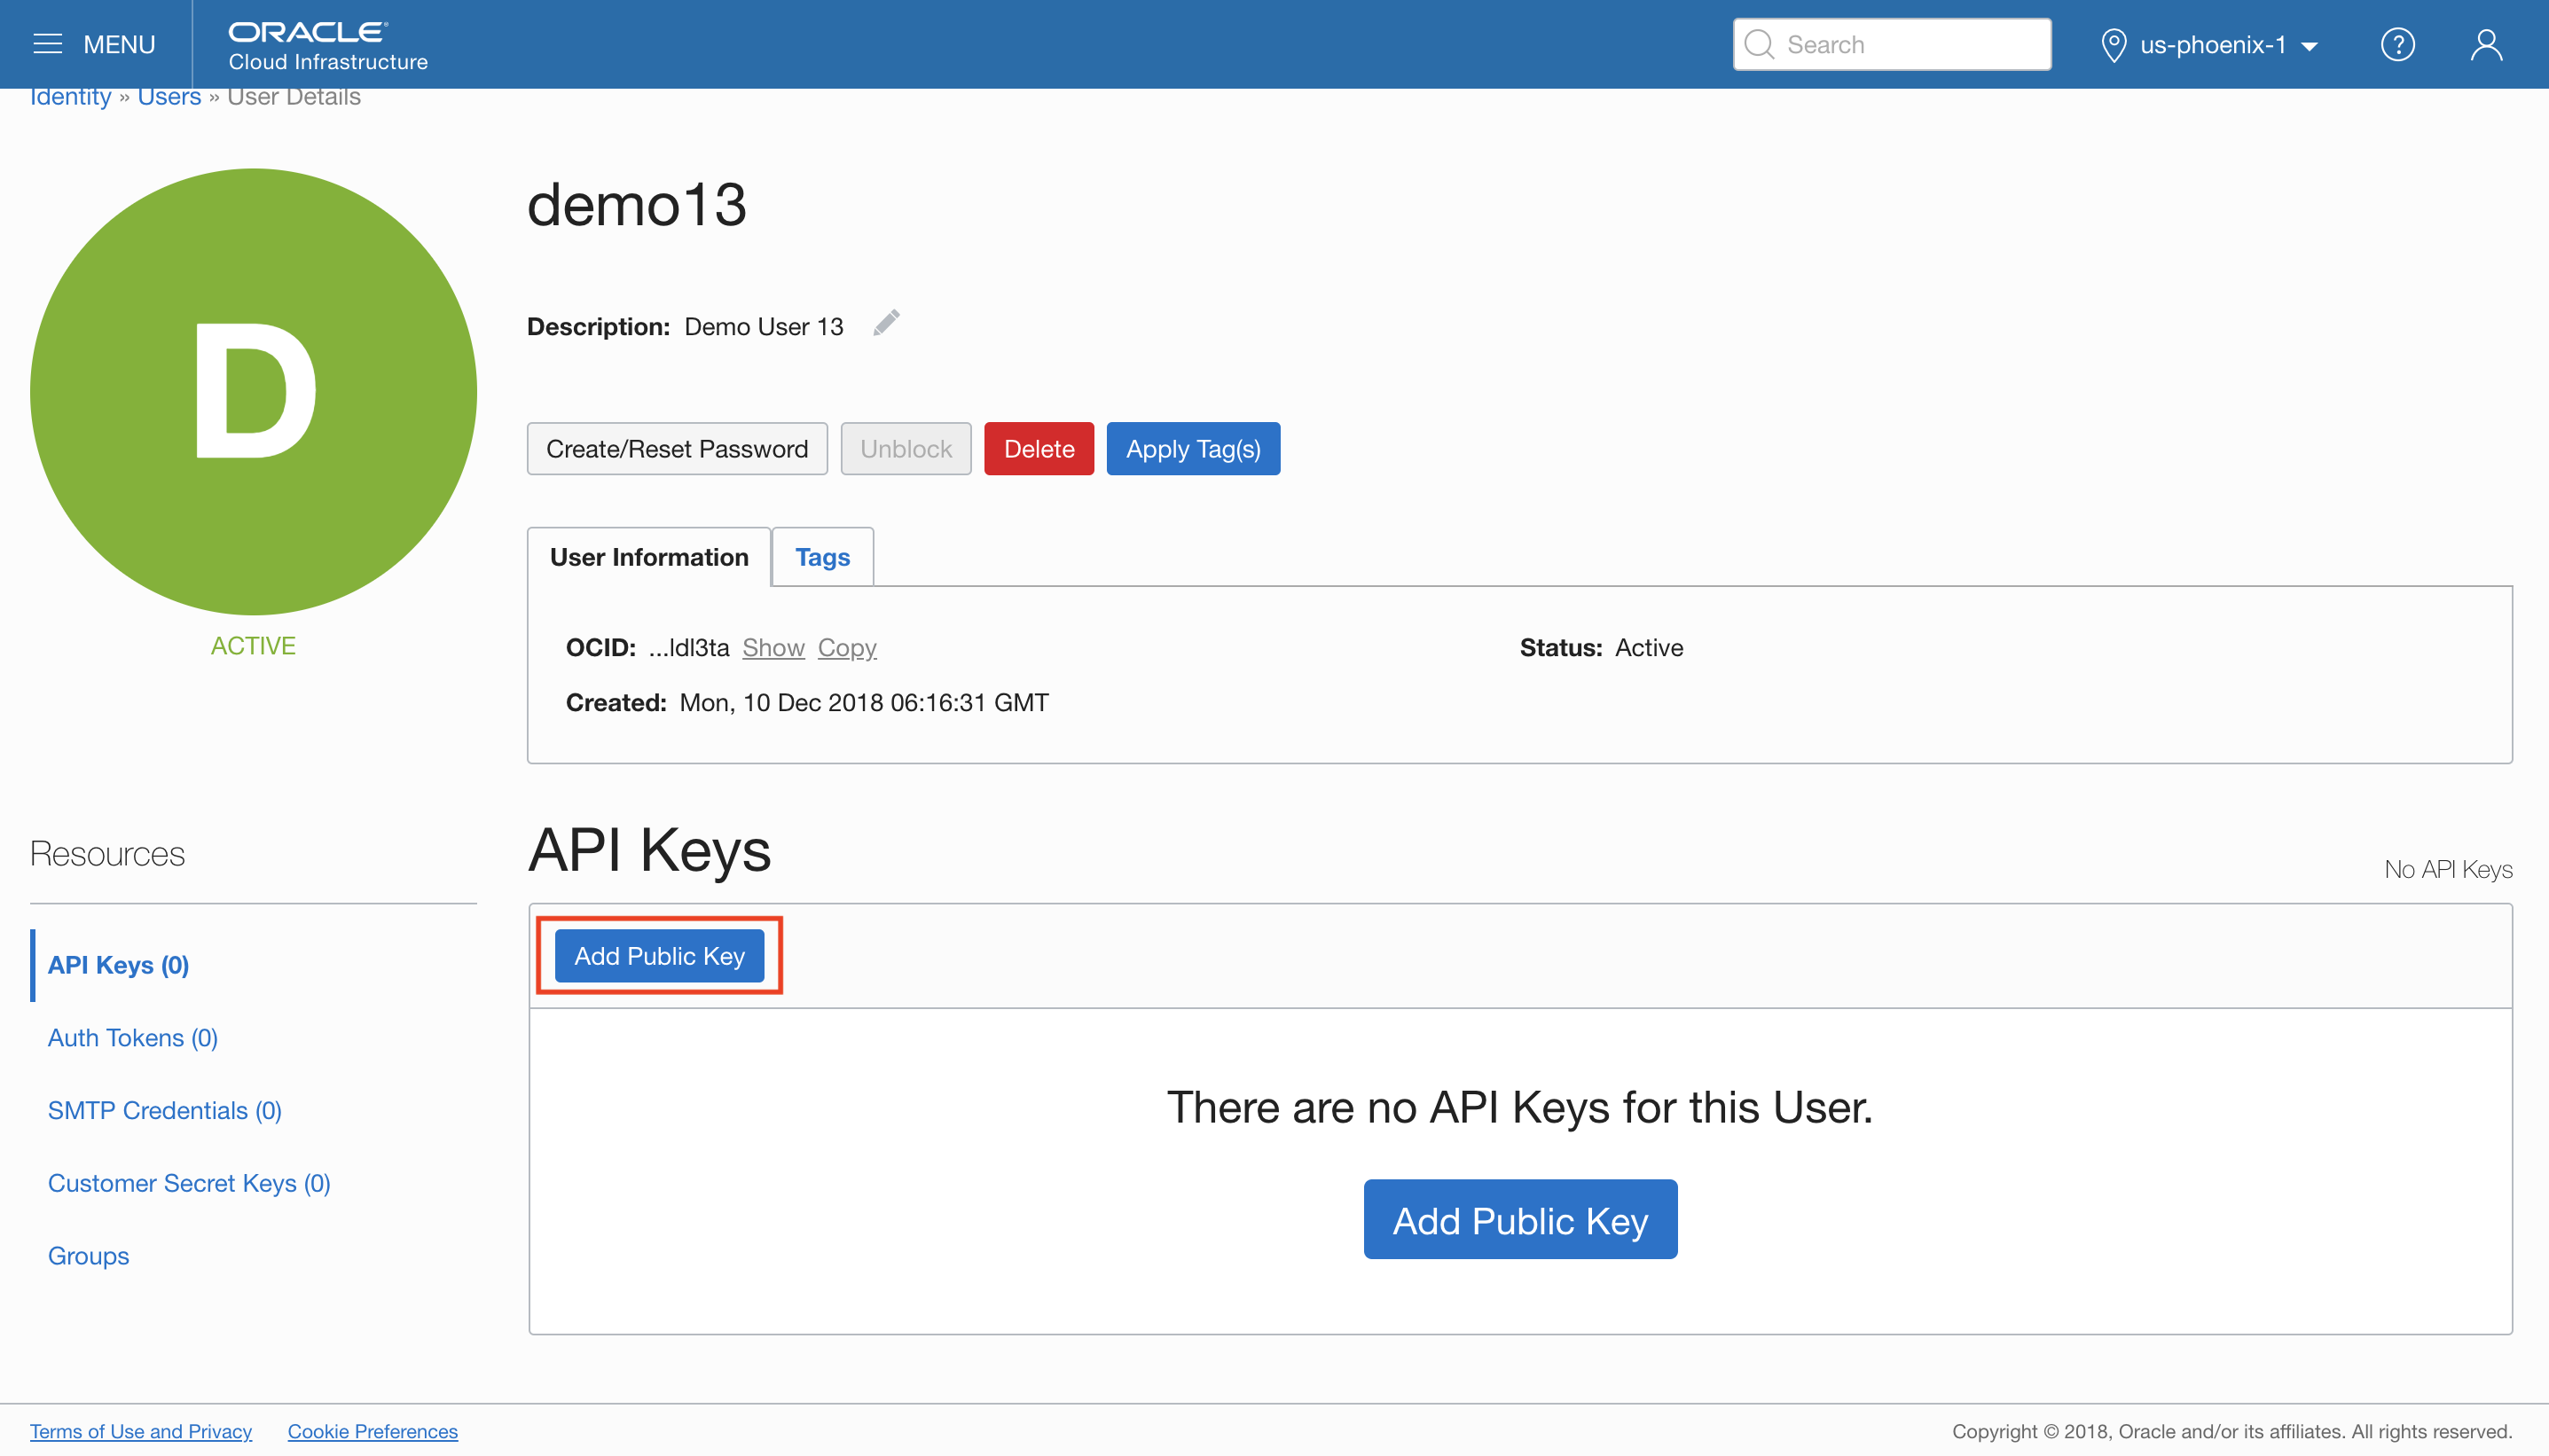 MENU
ORACLE®
Cloud Infrastructure
Search
us-phoenix-1
?
Identity » Users » User Details
D
ACTIVE
demo13
Description: Demo User 13
Create/Reset Password
Unblock
Delete
Apply Tag(s)
User Information
Tags
OCID: ...ldl3ta Show Copy
Status: Active
Created: Mon, 10 Dec 2018 06:16:31 GMT
Resources
API Keys (0)
Auth Tokens (0)
SMTP Credentials (0)
Customer Secret Keys (0)
Groups
API Keys
No API Keys
Add Public Key
There are no API Keys for this User.
Add Public Key
Terms of Use and Privacy
Cookie Preferences
Copyright © 2018, Oracle and/or its affiliates. All rights reserved.